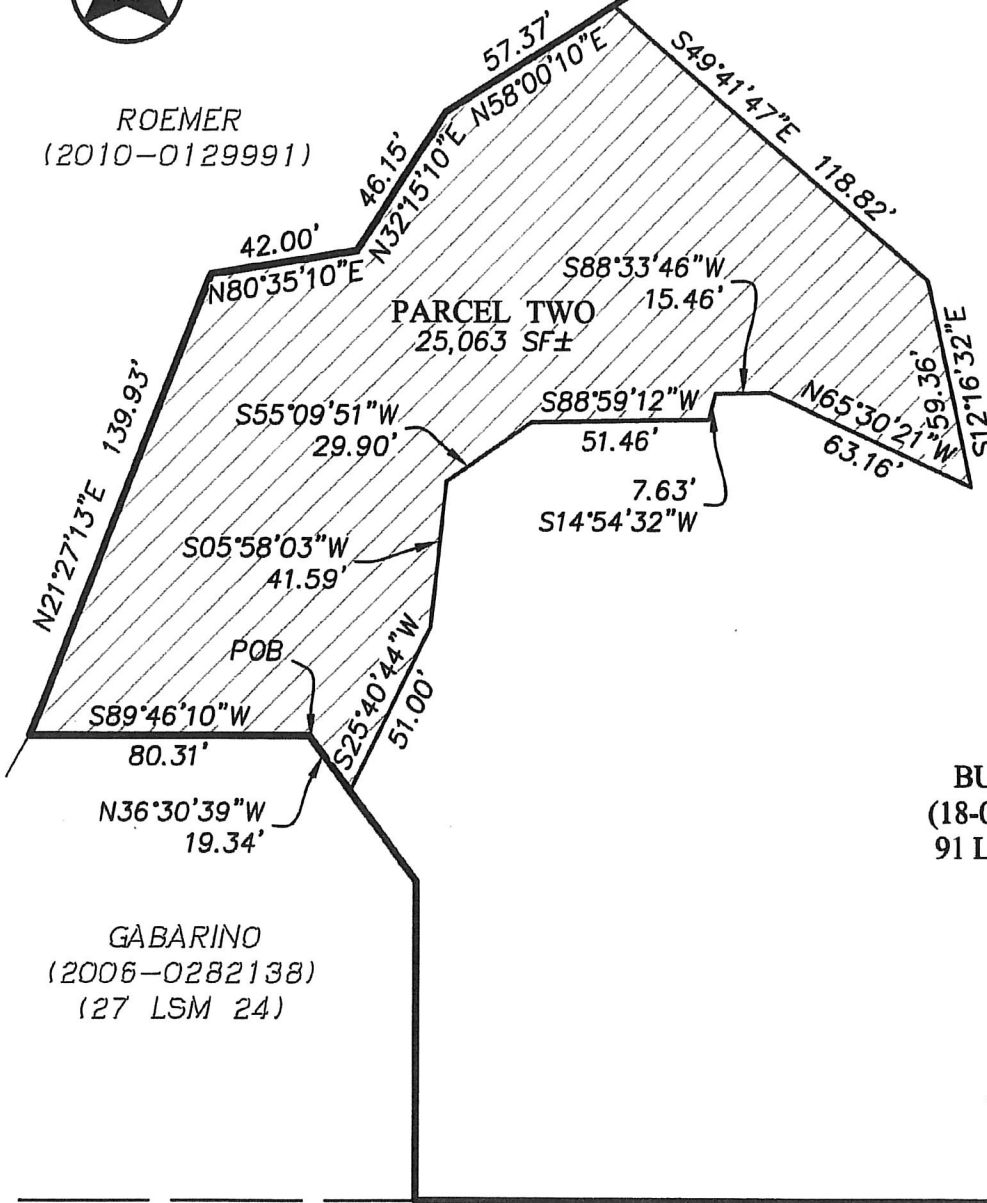 57.37'
N58°00'10"E
S49°41'47"E
118.82'
ROEMER
(2010-0129991)
46.15'
N32°15'10"E
42.00'
N80°35'10"E
S88°33'46"W
15.46'
PARCEL TWO
25,063 SF±
S12°16'32"E
59.36'
N65°30'21"W
63.16'
S55°09'51"W
29.90'
S88°59'12"W
51.46'
7.63'
S14°54'32"W
139.93'
N21°27'13"E
S05°58'03"W
41.59'
POB
S25°40'44"W
51.00'
S89°46'10"W
80.31'
N36°30'39"W
19.34'
BU
(18-0
91 L
GABARINO
(2006-0282138)
(27 LSM 24)